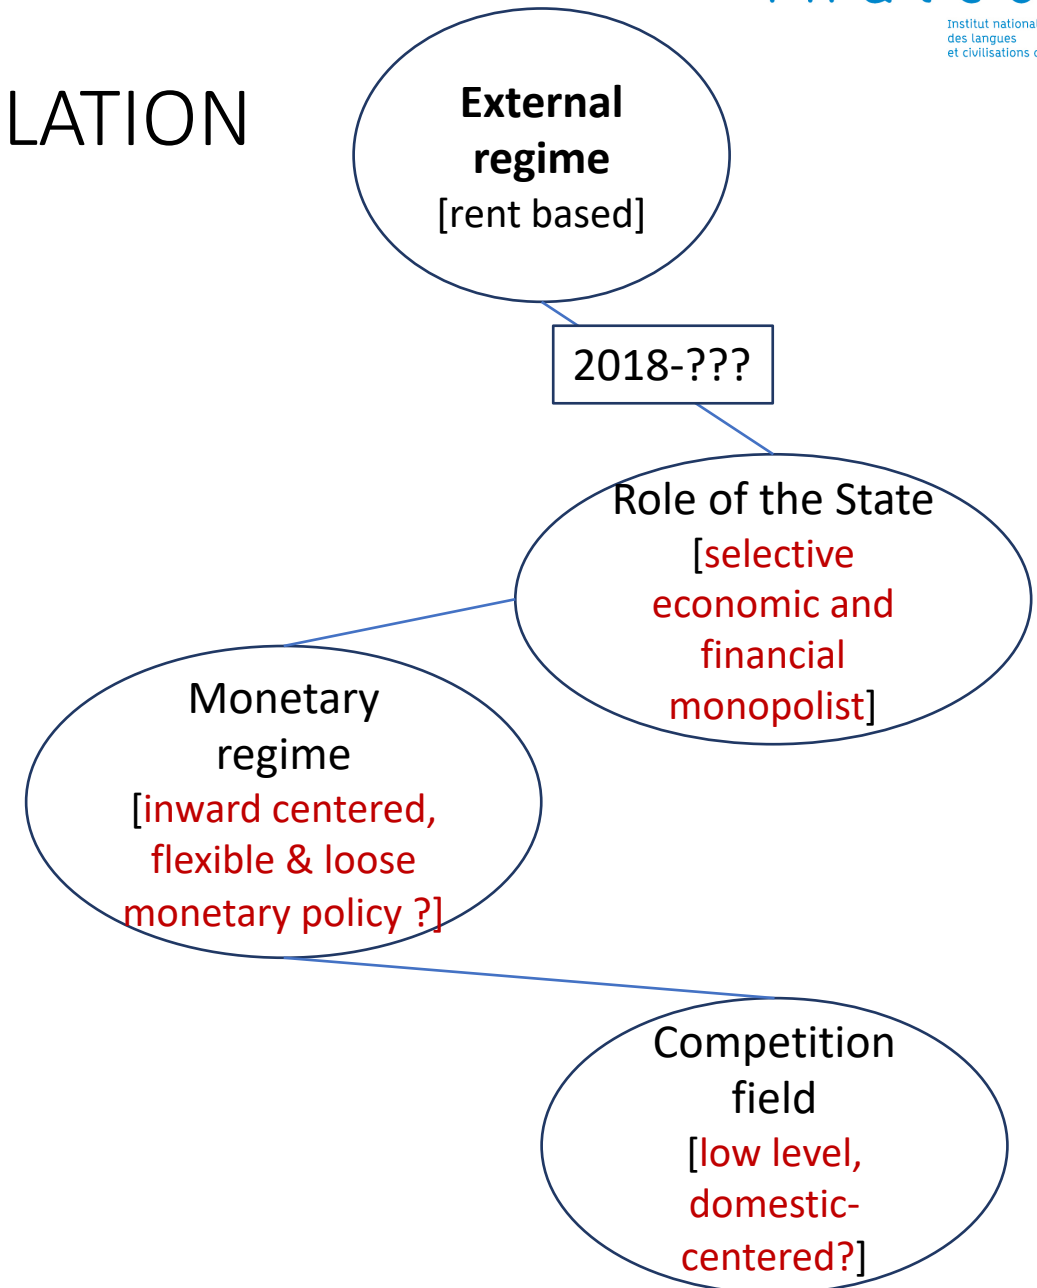 Institut national
des langues
et civilisations
LATION
External
regime
[rent based]
2018-???
Role of the State
[selective
economic and
financial
monopolist]
Monetary
regime
[inward centered,
flexible & loose
monetary policy ?]
Competition
field
[low level,
domestic-
centered?]